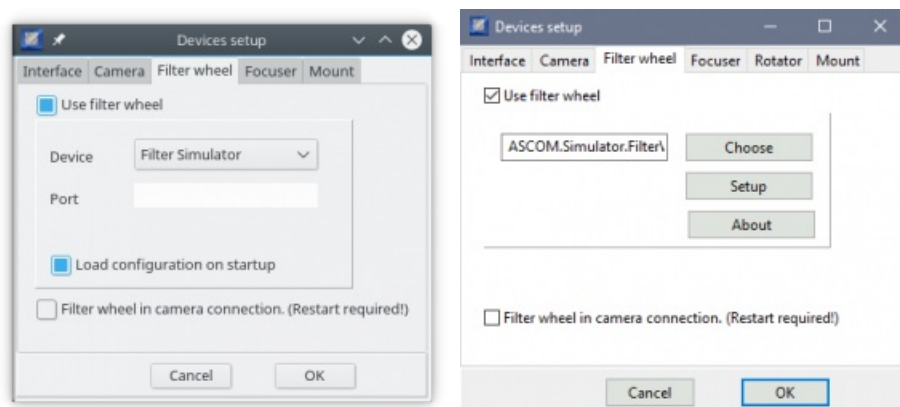 Devices setup
Interface Camera Filter wheel Focuser Mount
Use filter wheel
Device Filter Simulator
Port
Load configuration on startup
Filter wheel in camera connection. (Restart required!)
Cancel OK
Devices setup
Interface Camera Filter wheel Focuser Rotator Mount
Use filter wheel
ASCOM.Simulator.Filter\ Choose
Setup
About
Filter wheel in camera connection. (Restart required!)
Cancel OK